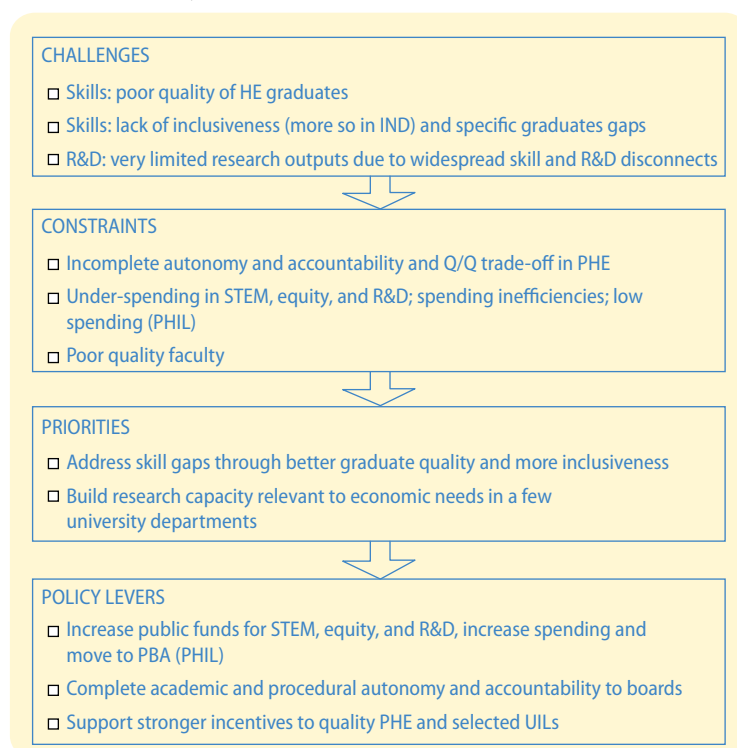 CHALLENGES
Skills: poor quality of HE graduates
Skills: lack of inclusiveness (more so in IND) and specific graduates gaps
R&D: very limited research outputs due to widespread skill and R&D disconnects
CONSTRAINTS
Incomplete autonomy and accountability and Q/Q trade-off in PHE
Under-spending in STEM, equity, and R&D; spending inefficiencies; low
spending (PHIL)
Poor quality faculty
PRIORITIES
Address skill gaps through better graduate quality and more inclusiveness
Build research capacity relevant to economic needs in a few
university departments
POLICY LEVERS
Increase public funds for STEM, equity, and R&D, increase spending and
move to PBA (PHIL)
Complete academic and procedural autonomy and accountability to boards
Support stronger incentives to quality PHE and selected UILs